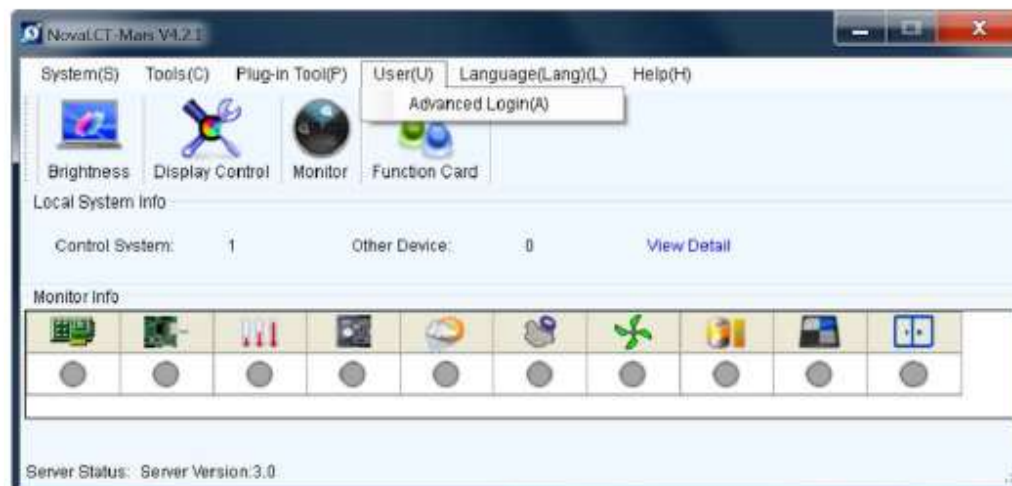 NovaLCT-Mars V4.2.1
System(S) Tools(C) Plug-in Tool(P) User(U) Language(Lang)(L) Help(H)
Advanced Login(A)
Brightness Display Control Monitor Function Card
Local System Info
Control System: 1 Other Device: 0 View Detail
Monitor Info
Server Status: Server Version:3.0